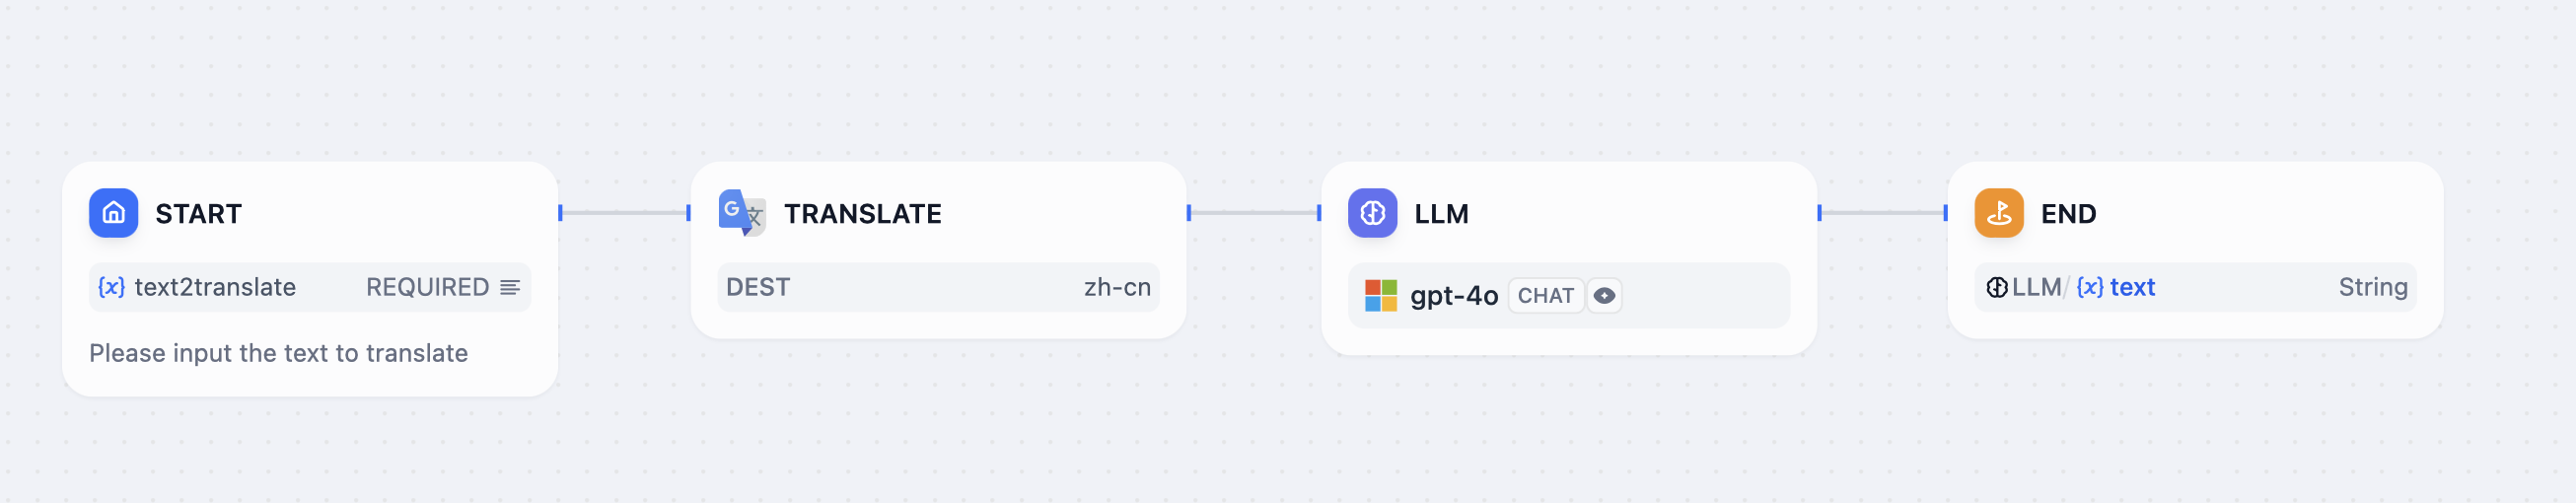 START
{x} text2translate REQUIRED
Please input the text to translate
G 文 TRANSLATE
DEST zh-cn
LLM
gpt-4o CHAT
END
LLM / {x} text String